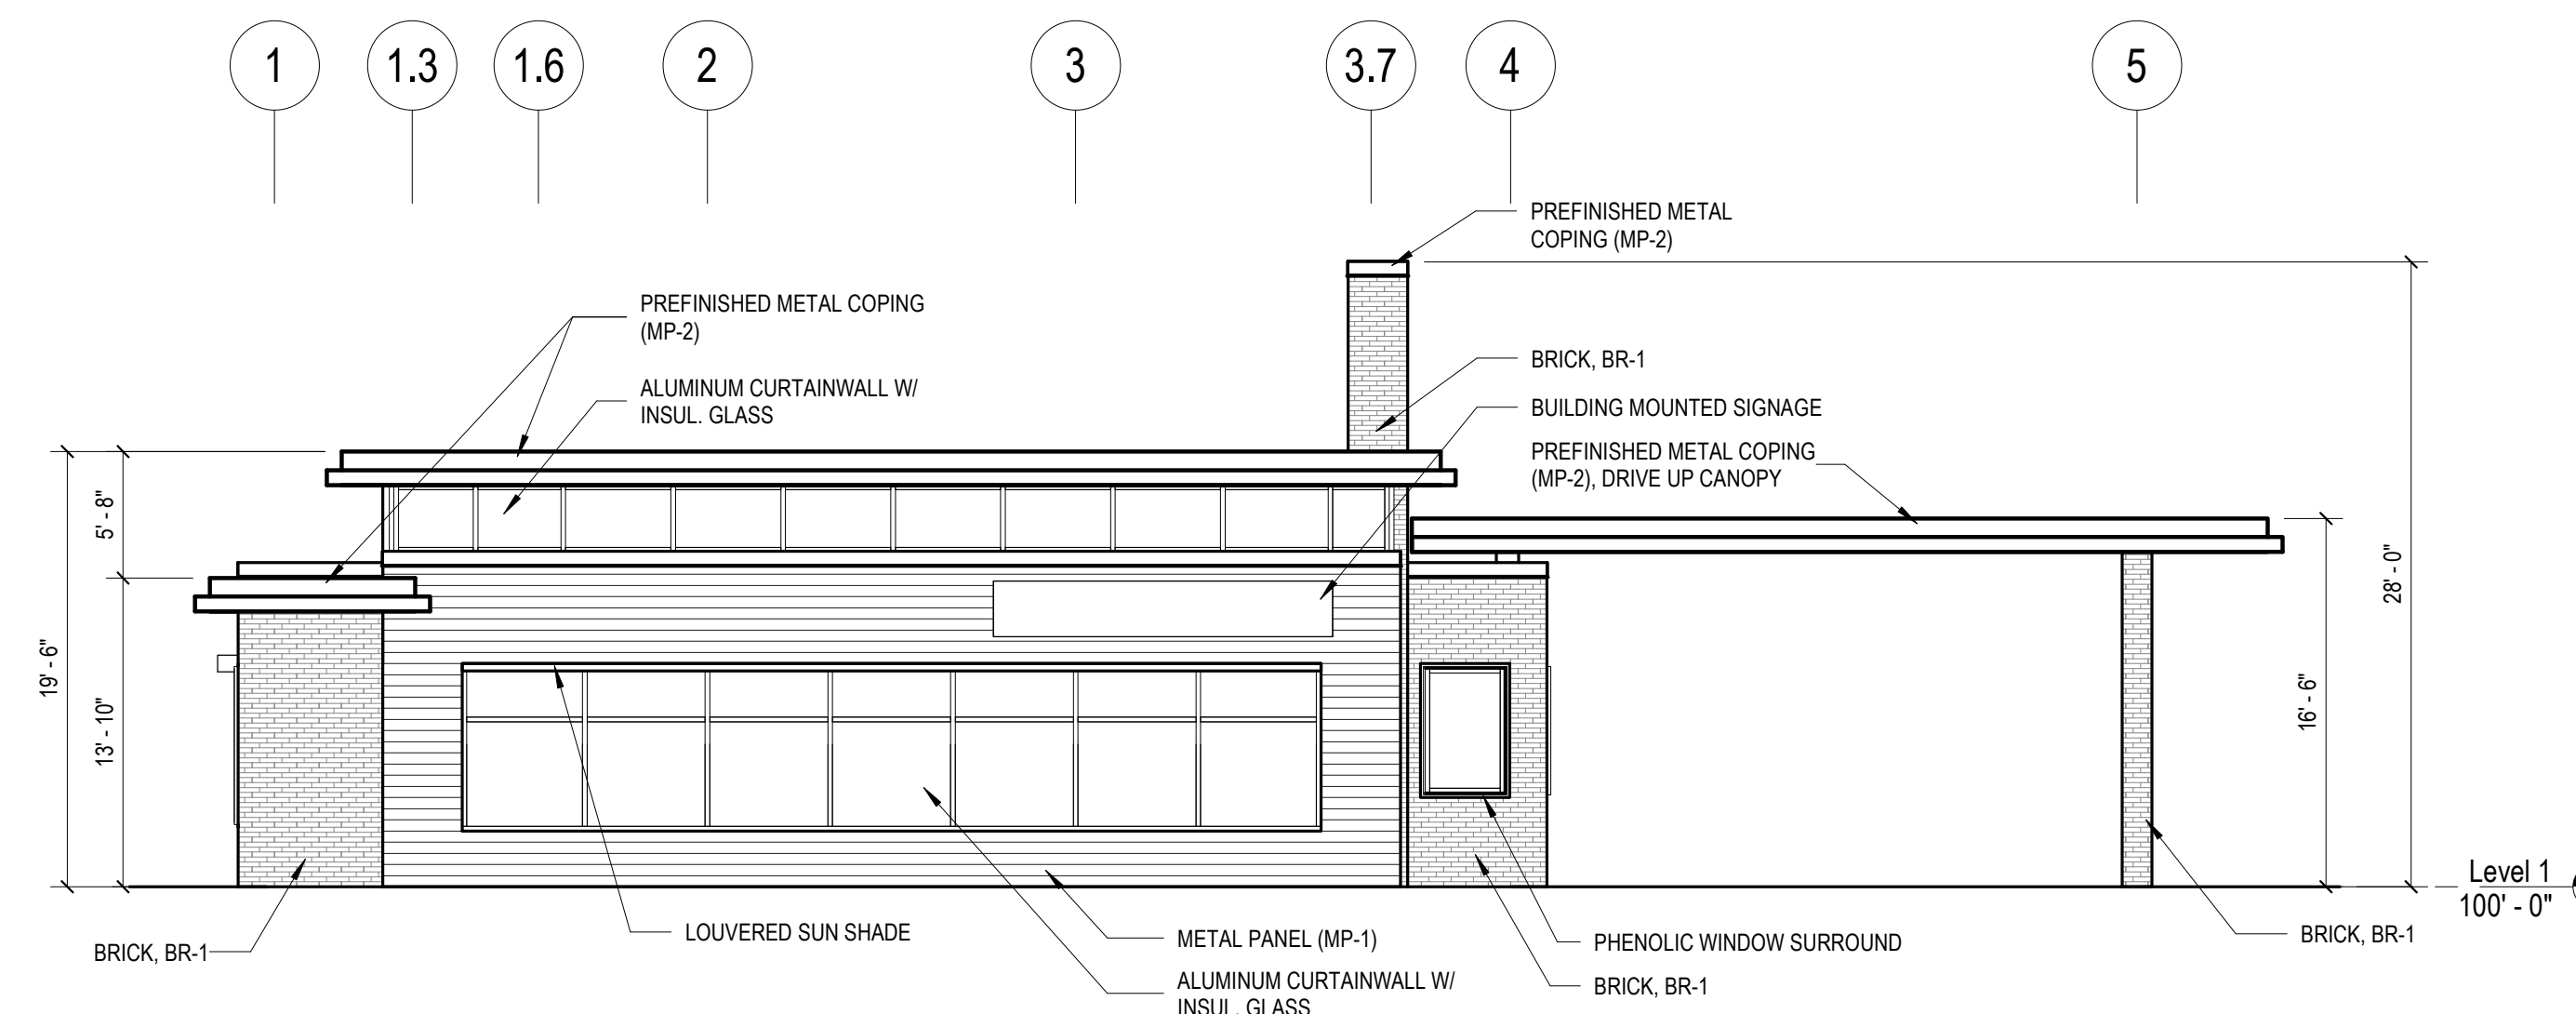 1
1.3
1.6
2
3
3.7
4
5
PREFINISHED METAL
COPING (MP-2)
PREFINISHED METAL COPING
(MP-2)
BRICK, BR-1
ALUMINUM CURTAINWALL W/
INSUL. GLASS
BUILDING MOUNTED SIGNAGE
PREFINISHED METAL COPING
(MP-2), DRIVE UP CANOPY
5' - 8"
19' - 6"
13' - 10"
28' - 0"
16' - 6"
Level 1
100' - 0"
BRICK, BR-1
LOUVERED SUN SHADE
METAL PANEL (MP-1)
ALUMINUM CURTAINWALL W/
INSUL. GLASS
PHENOLIC WINDOW SURROUND
BRICK, BR-1
BRICK, BR-1